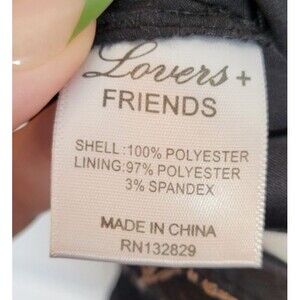 Lovers +
FRIENDS
SHELL:100% POLYESTER
LINING:97% POLYESTER
3% SPANDEX
MADE IN CHINA
RN132829